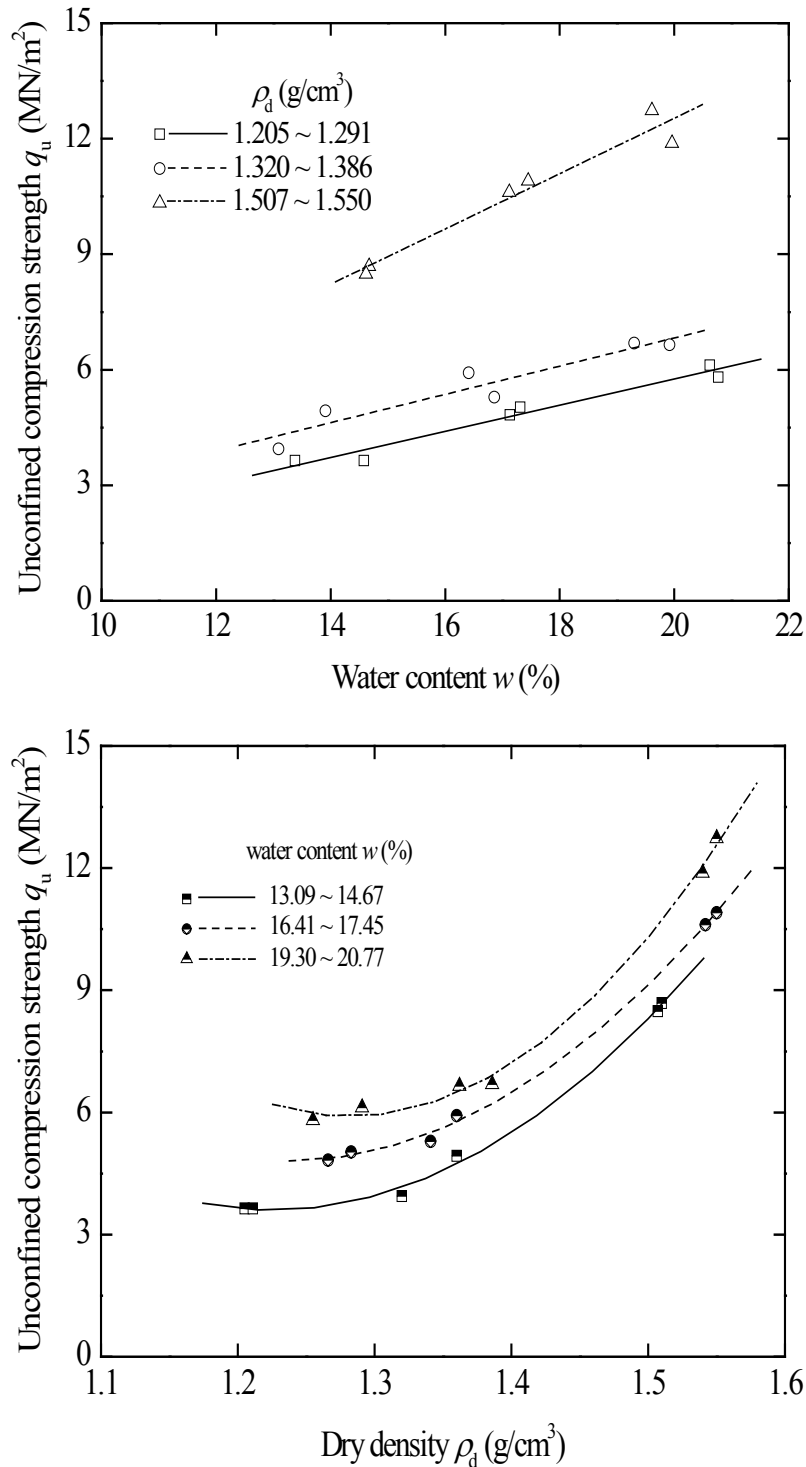 15
12
9
6
3
0
Unconfined compression strength qu (MN/m²)
ρd (g/cm³)
1.205 ~ 1.291
1.320 ~ 1.386
1.507 ~ 1.550
10 12 14 16 18 20 22
Water content w (%)
15
12
9
6
3
0
Unconfined compression strength qu (MN/m²)
water content w (%)
13.09 ~ 14.67
16.41 ~ 17.45
19.30 ~ 20.77
1.1 1.2 1.3 1.4 1.5 1.6
Dry density ρd (g/cm³)